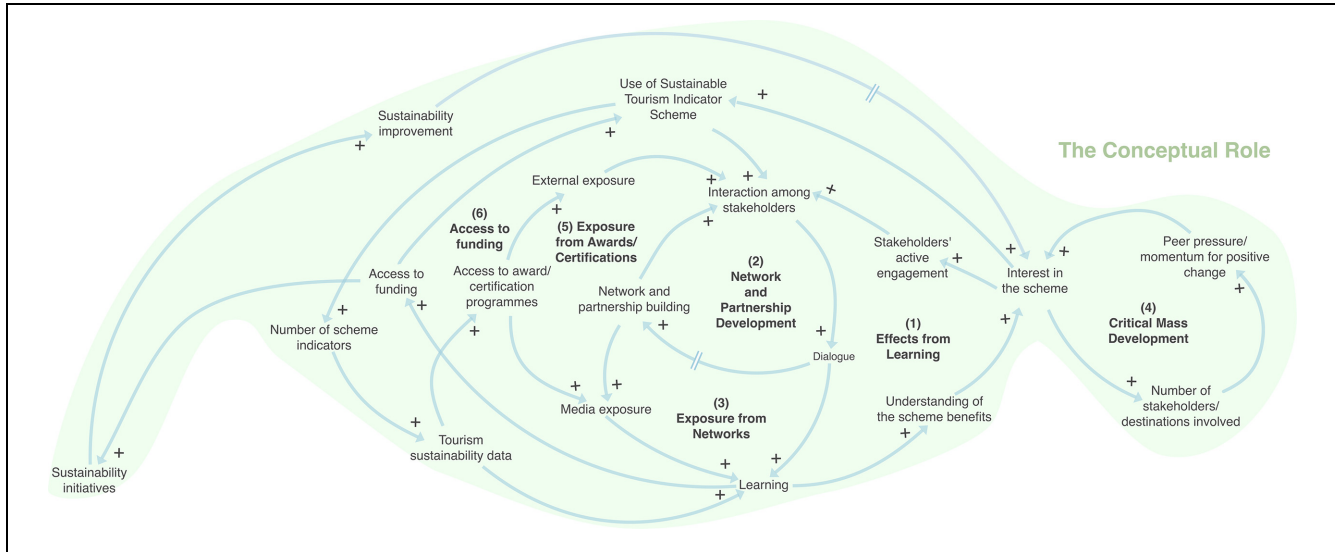 Use of Sustainable
Tourism Indicator
Scheme
Sustainability
improvement
The Conceptual Role
External exposure
Interaction among
stakeholders
(6)
Access to
funding
(5) Exposure
from Awards/
Certifications
Stakeholders'
active
engagement
Peer pressure/
momentum for positive
change
Access to
funding
Access to award/
certification
programmes
Network and
partnership building
(2)
Network
and
Partnership
Development
Interest in
the scheme
Number of scheme
indicators
(1)
Effects from
Learning
(4)
Critical Mass
Development
Dialogue
Media exposure
(3)
Exposure from
Networks
Understanding of
the scheme benefits
Number of
stakeholders/
destinations involved
Tourism
sustainability data
Sustainability
initiatives
Learning